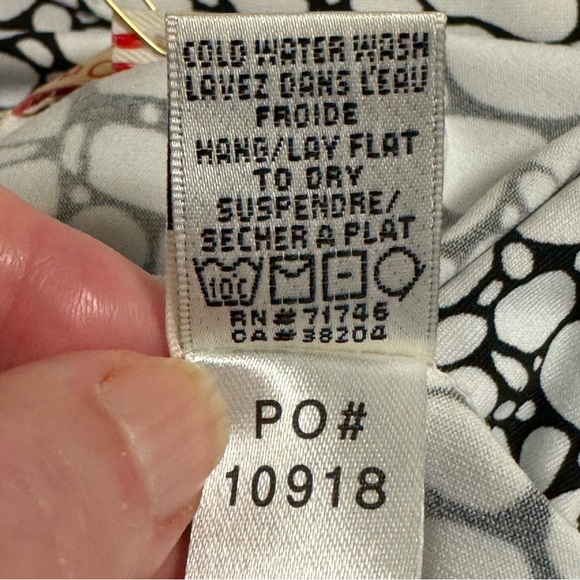 COLD WATER WASH
LAVEZ DANS L'EAU
FROIDE
HANG/LAY FLAT
TO DRY
SUSPENDRE/
SECHER A PLAT
10C
RN# 71746
CA# 38204
PO#
10918